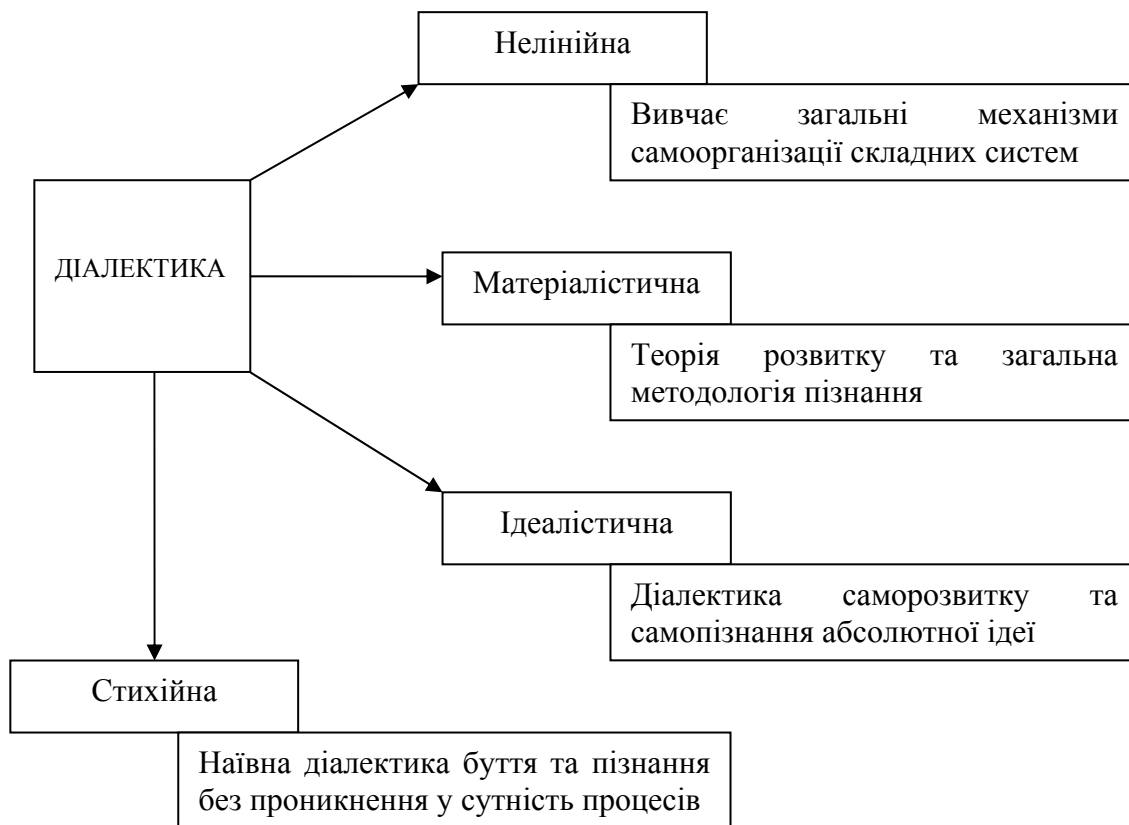 Нелінійна
Вивчає загальні механізми
самоорганізації складних систем
ДІАЛЕКТИКА
Матеріалістична
Теорія розвитку та загальна
методологія пізнання
Ідеалістична
Діалектика саморозвитку та
самопізнання абсолютної ідеї
Стихійна
Наївна діалектика буття та пізнання
без проникнення у сутність процесів